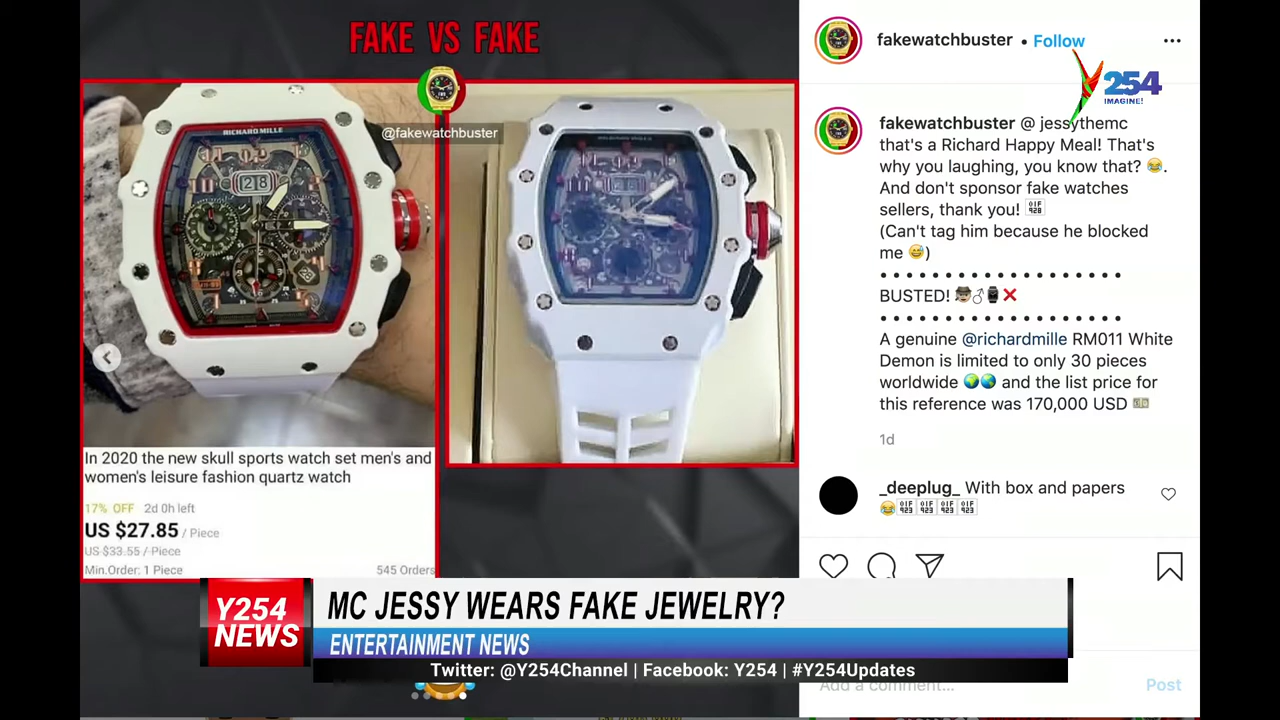 FAKE VS FAKE
@fakewatchbuster
RICHARD MILLE
28
In 2020 the new skull sports watch set men's and
women's leisure fashion quartz watch
17% OFF 2d 0h left
US $27.85 / Piece
US $33.55 / Piece
Min.Order: 1 Piece 545 Orders
fakewatchbuster • Follow
Y254
IMAGINE!
fakewatchbuster @ jessythemc
that's a Richard Happy Meal! That's
why you laughing, you know that? 😂.
And don't sponsor fake watches
sellers, thank you!
(Can't tag him because he blocked
me 😅)
• • • • • • • • • • • • • • • • • •
BUSTED! 🕵🏼♂⌚❌
• • • • • • • • • • • • • • • • • •
A genuine @richardmille RM011 White
Demon is limited to only 30 pieces
worldwide 🌍🌎 and the list price for
this reference was 170,000 USD 💵
1d
_deeplug_ With box and papers
😂
Y254
NEWS
MC JESSY WEARS FAKE JEWELRY?
ENTERTAINMENT NEWS
Twitter: @Y254Channel | Facebook: Y254 | #Y254Updates
Add a comment...
Post